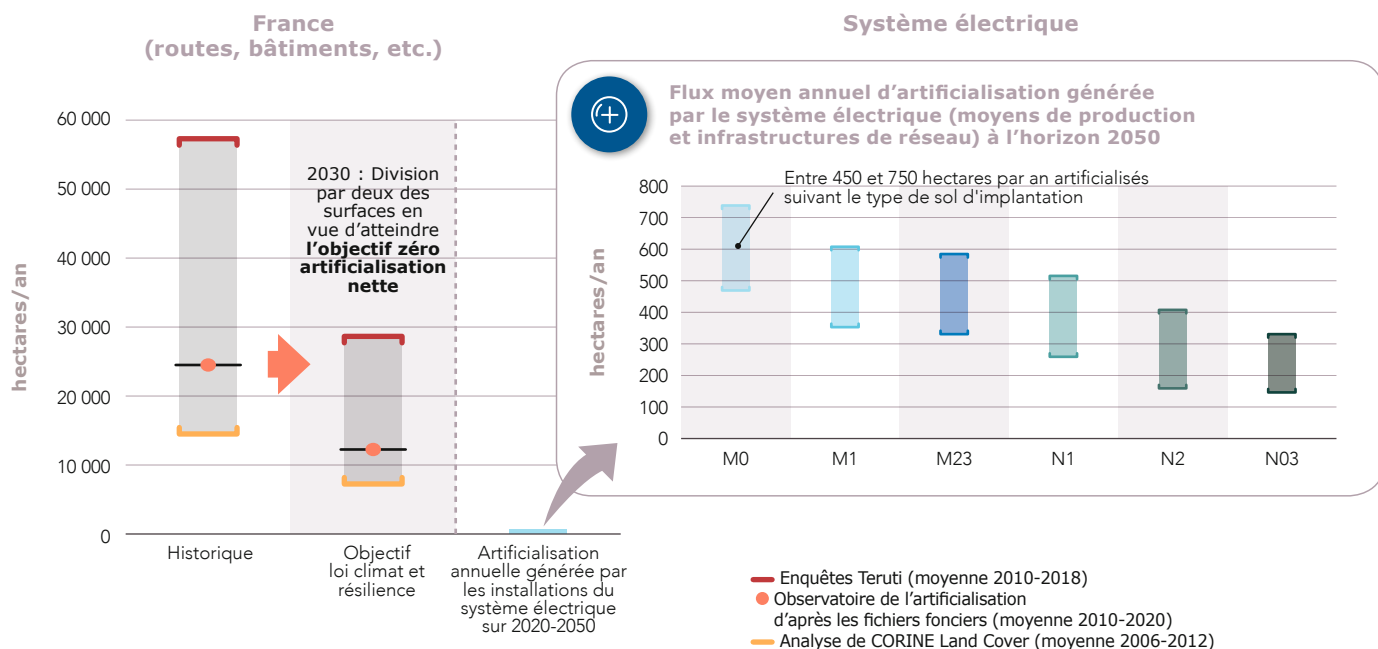 France
(routes, bâtiments, etc.)
hectares/an
60 000
50 000
40 000
30 000
20 000
10 000
0
2030 : Division
par deux des
surfaces en
vue d’atteindre
l’objectif zéro
artificialisation
nette
Historique
Objectif
loi climat et
résilience
Artificialisation
annuelle générée par
les installations du
système électrique
sur 2020-2050
Système électrique
Flux moyen annuel d’artificialisation générée
par le système électrique (moyens de production
et infrastructures de réseau) à l’horizon 2050
hectares/an
800
700
600
500
400
300
200
100
0
Entre 450 et 750 hectares par an artificialisés
suivant le type de sol d'implantation
M0
M1
M23
N1
N2
N03
Enquêtes Teruti (moyenne 2010-2018)
Observatoire de l’artificialisation
d’après les fichiers fonciers (moyenne 2010-2020)
Analyse de CORINE Land Cover (moyenne 2006-2012)